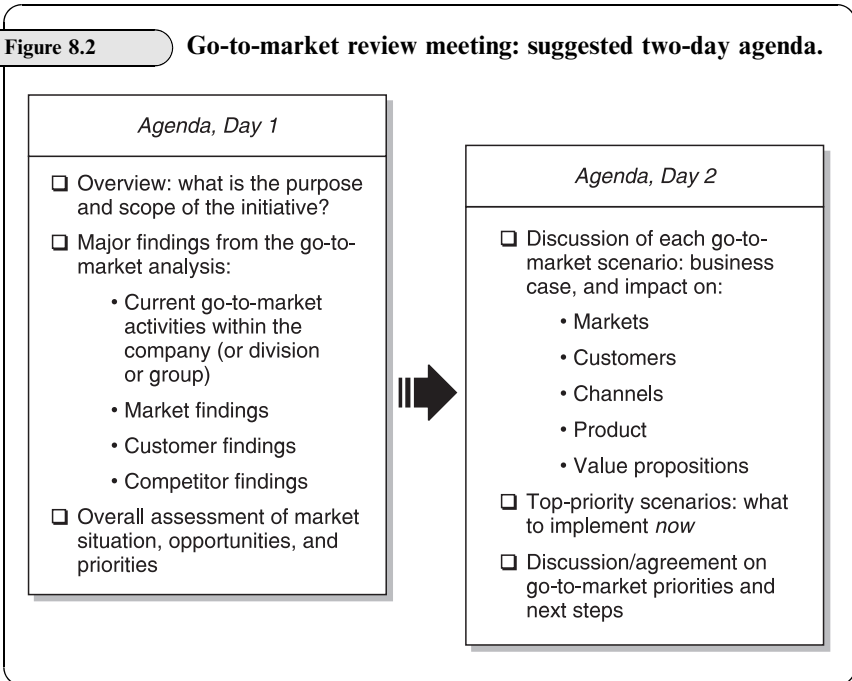 Figure 8.2
Go-to-market review meeting: suggested two-day agenda.
Agenda, Day 1
❑ Overview: what is the purpose
and scope of the initiative?
❑ Major findings from the go-to-
market analysis:
• Current go-to-market
activities within the
company (or division
or group)
• Market findings
• Customer findings
• Competitor findings
❑ Overall assessment of market
situation, opportunities, and
priorities
Agenda, Day 2
❑ Discussion of each go-to-
market scenario: business
case, and impact on:
• Markets
• Customers
• Channels
• Product
• Value propositions
❑ Top-priority scenarios: what
to implement now
❑ Discussion/agreement on
go-to-market priorities and
next steps